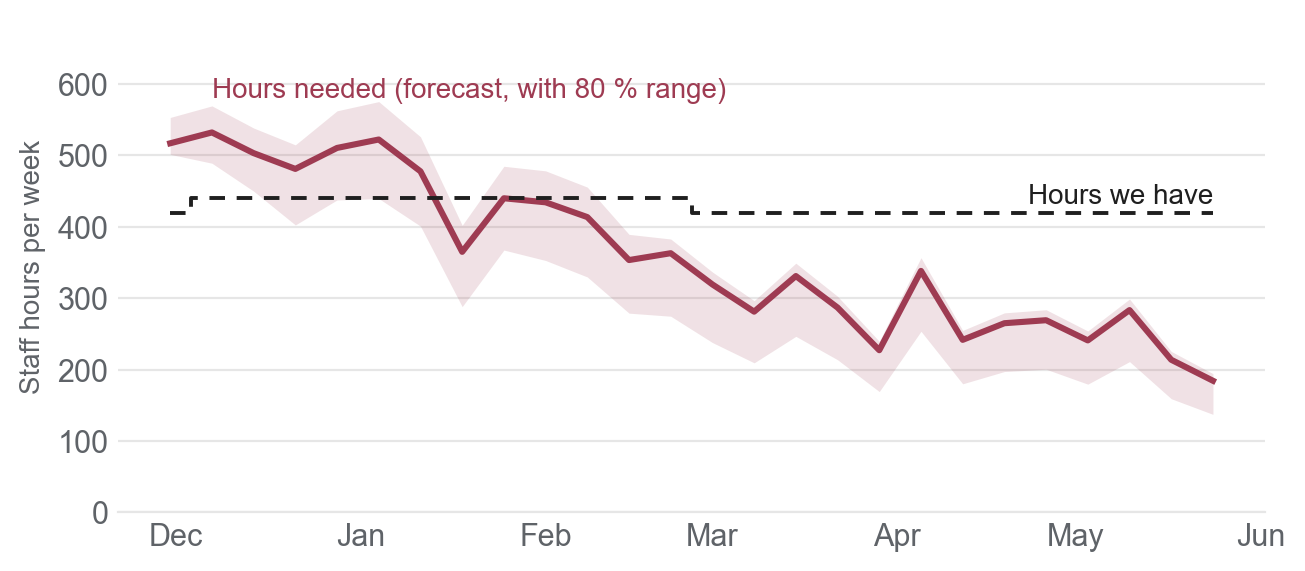 Hours needed (forecast, with 80 % range)
Hours we have
Staff hours per week
600
500
400
300
200
100
0
Dec Jan Feb Mar Apr May Jun